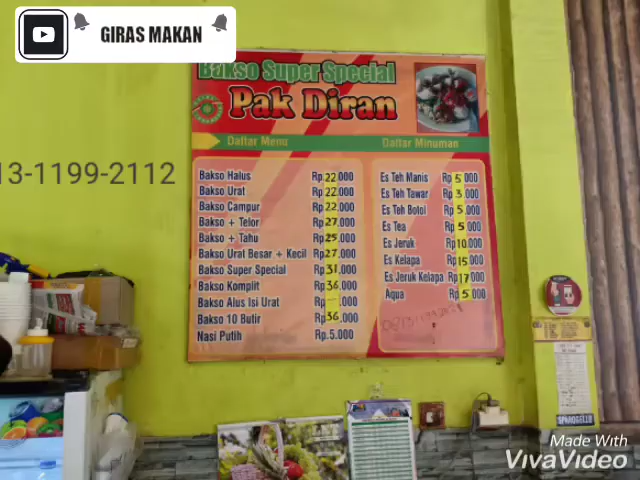 GIRAS MAKAN
Bakso Super Special
Pak Diran
Daftar Menu
Daftar Minuman
13-1199-2112
Bakso Halus Rp 22.000
Bakso Urat Rp 22.000
Bakso Campur Rp 22.000
Bakso + Telor Rp 27.000
Bakso + Tahu Rp 25.000
Bakso Urat Besar + Kecil Rp 27.000
Bakso Super Special Rp 31.000
Bakso Komplit Rp 36.000
Bakso Alus Isi Urat Rp .000
Bakso 10 Butir Rp 36.000
Nasi Putih Rp.5.000
Es Teh Manis Rp 5.000
Es Teh Tawar Rp 3.000
Es Teh Botol Rp 5.000
Es Tea Rp 5.000
Es Jeruk Rp 10.000
Es Kelapa Rp 15.000
Es Jeruk Kelapa Rp 17.000
Aqua Rp 5.000
Made With
VivaVideo